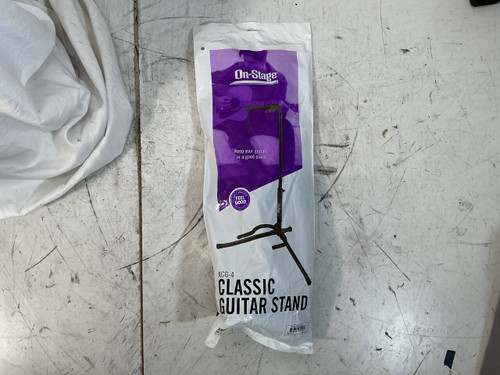 On-Stage
KEEP YOUR GUITAR
IN A GOOD PLACE
FEEL
GOOD
XCG-4
CLASSIC
GUITAR STAND